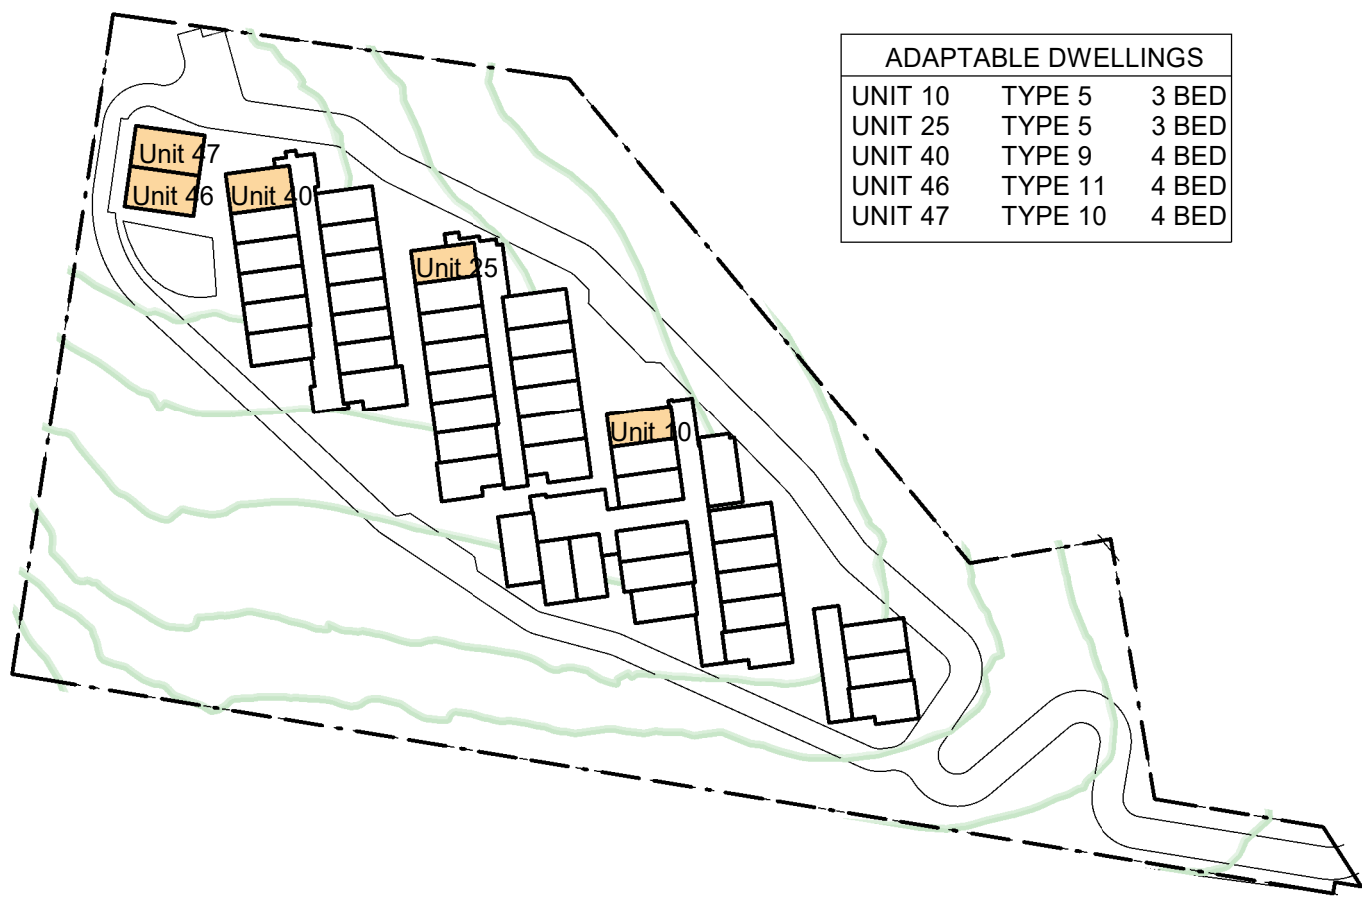 ADAPTABLE DWELLINGS
UNIT 10 TYPE 5 3 BED
UNIT 25 TYPE 5 3 BED
UNIT 40 TYPE 9 4 BED
UNIT 46 TYPE 11 4 BED
UNIT 47 TYPE 10 4 BED
Unit 47
Unit 46
Unit 40
Unit 25
Unit 10